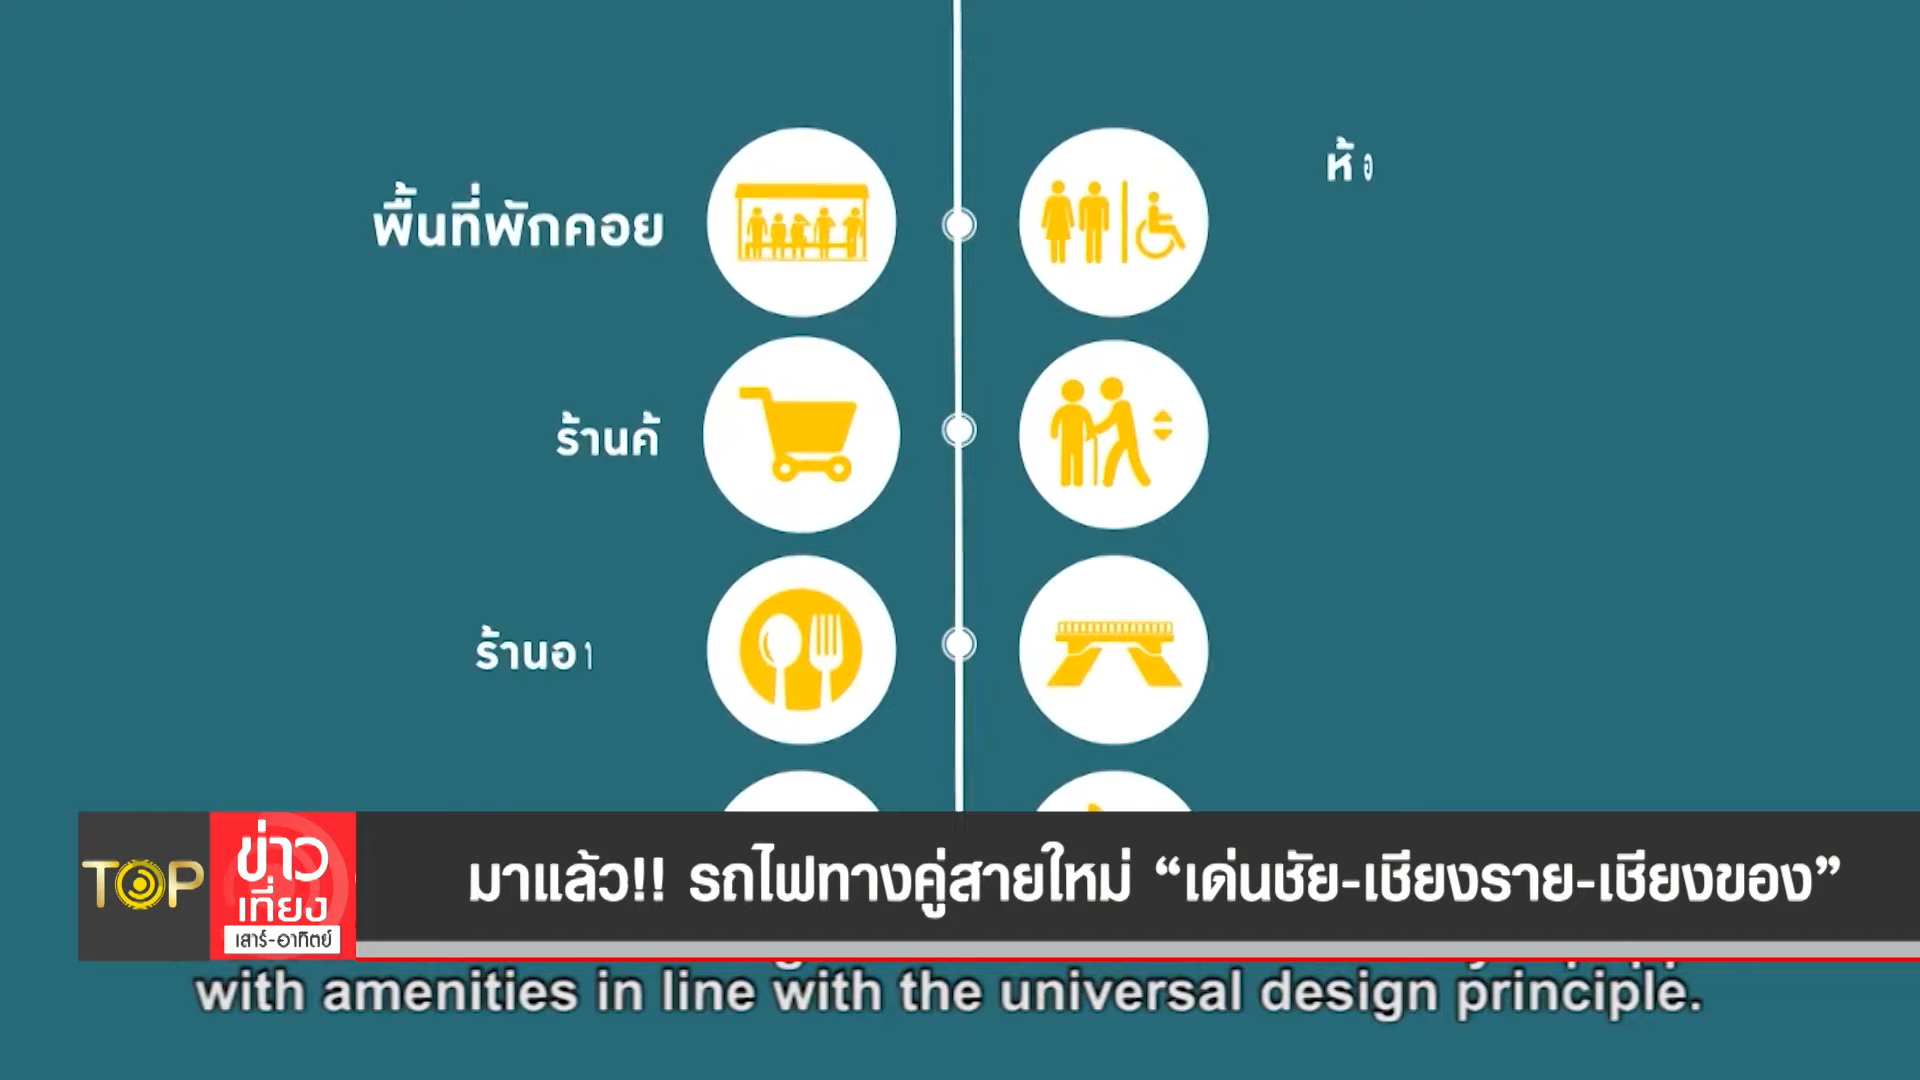 พื้นที่พักคอย
ห้อ
ร้านค้
ร้านอา
TOP
ข่าว
เที่ยง
เสาร์-อาทิตย์
มาแล้ว!! รถไฟทางคู่สายใหม่ “เด่นชัย-เชียงราย-เชียงของ”
with amenities in line with the universal design principle.